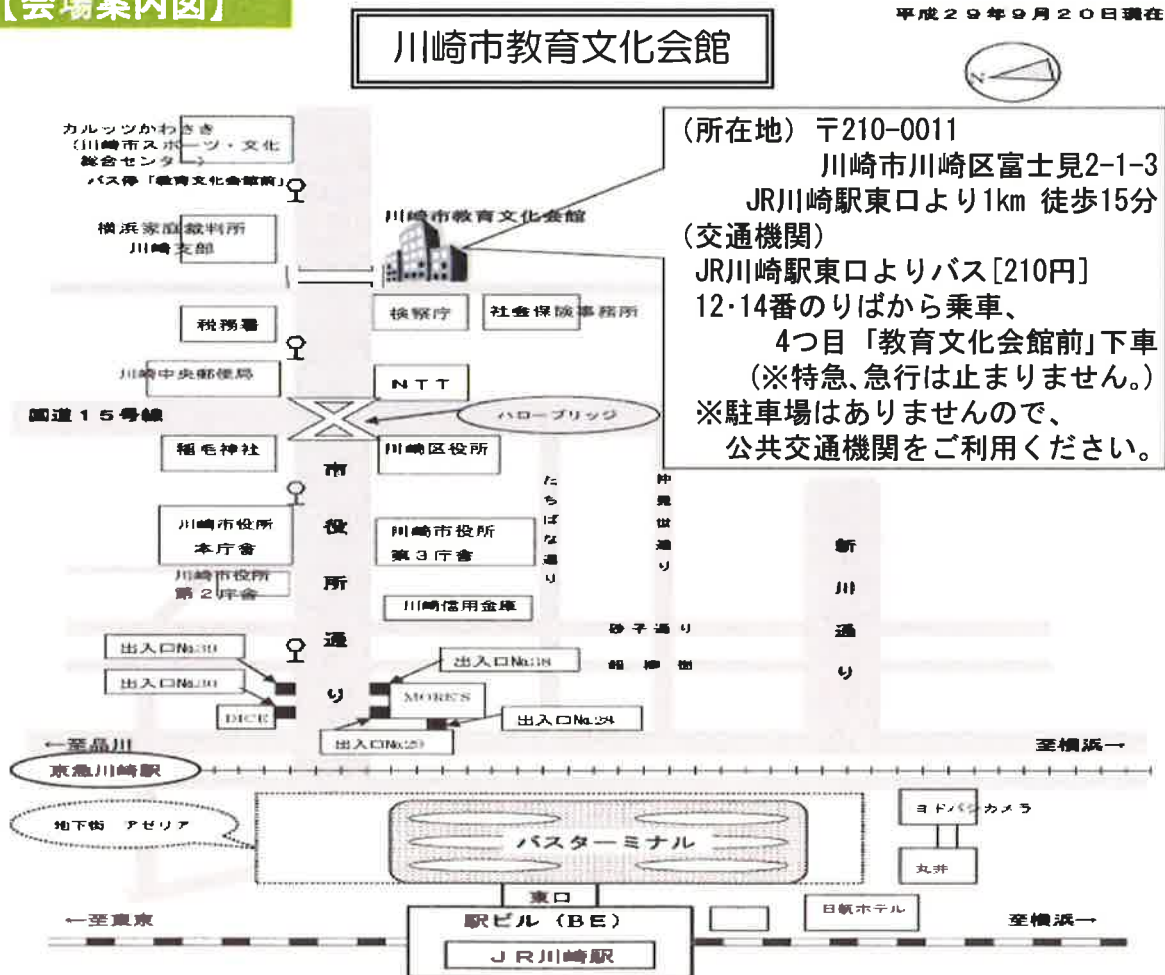 【会場案内図】
平成29年9月20日現在
川崎市教育文化会館
N
(所在地) 〒210-0011
川崎市川崎区富士見2-1-3
JR川崎駅東口より1km 徒歩15分
(交通機関)
JR川崎駅東口よりバス[210円]
12・14番のりばから乗車、
4つ目「教育文化会館前」下車
(※特急、急行は止まりません。)
※駐車場はありませんので、
公共交通機関をご利用ください。
カルッツかわさき
(川崎市スポーツ・文化
総合センター)
バス停「教育文化会館前」
横浜家庭裁判所
川崎支部
川崎市教育文化会館
税務署
検察庁
社会保険事務所
川崎中央郵便局
NTT
国道15号線
ハローブリッジ
稲毛神社
川崎区役所
市役所通り
たちばな通り
仲見世通り
新川通り
川崎市役所
本庁舎
川崎市役所
第3庁舎
川崎市役所
第2庁舎
川崎信用金庫
砂子通り
銀柳街
出入口No.30
出入口No.38
DICE
MORE'S
出入口No.24
←至品川
至横浜→
京急川崎駅
地下街 アゼリア
バスターミナル
ヨドバシカメラ
丸井
東口
駅ビル(BE)
日航ホテル
←至東京
至横浜→
JR川崎駅